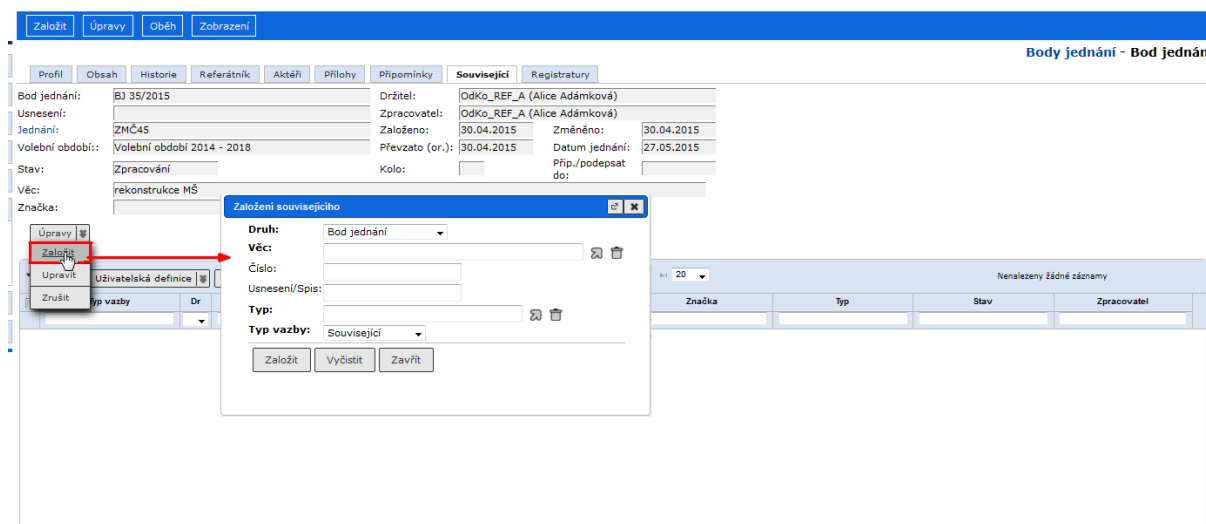 Založit Úpravy Oběh Zobrazení
Body jednání - Bod jednán
Profil Obsah Historie Referátník Aktéři Přílohy Připomínky Související Registratury
Bod jednání: BJ 35/2015 Držitel: OdKo_REF_A (Alice Adámková)
Usnesení: Zpracovatel: OdKo_REF_A (Alice Adámková)
Jednání: ZMČ45 Založeno: 30.04.2015 Změněno: 30.04.2015
Volební období:: Volební období 2014 - 2018 Převzato (or.): 30.04.2015 Datum jednání: 27.05.2015
Stav: Zpracování Kolo: Přip./podepsat do:
Věc: rekonstrukce MŠ
Značka:
Založení souvisejícího
Úpravy
Založit
Upravit
Zrušit
Druh: Bod jednání
Věc:
Číslo:
Usnesení/Spis:
Typ:
Typ vazby: Související
Založit Vyčistit Zavřít
Uživatelská definice 20 Nenalezeny žádné záznamy
yp vazby Dr Značka Typ Stav Zpracovatel